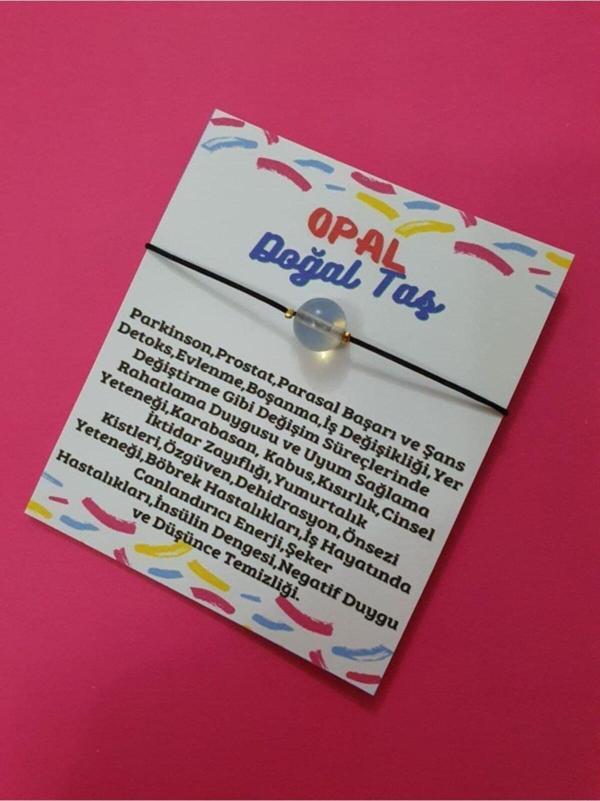 OPAL
Doğal Taş
Parkinson,Prostat,Parasal Başarı ve Şans
Detoks,Evlenme,Boşanma,İş Değişikliği,Yer
Değiştirme Gibi Değişim Süreçlerinde
Rahatlama Duygusu ve Uyum Sağlama
Yeteneği,Karabasan, Kabus,Kısırlık,Cinsel
İktidar Zayıflığı,Yumurtalık
Kistleri,Özgüven,Dehidrasyon,Önsezi
Yeteneği,Böbrek Hastalıkları,İş Hayatında
Canlandırıcı Enerji,Şeker
Hastalıkları,İnsülin Dengesi,Negatif Duygu
ve Düşünce Temizliği.